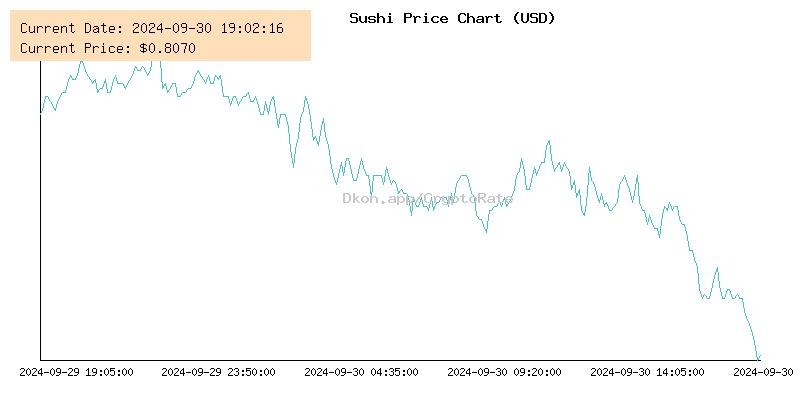 Sushi Price Chart (USD)
Current Date: 2024-09-30 19:02:16
Current Price: $0.8070
Dkon.app/CryptoRate
2024-09-29 19:05:00
2024-09-29 23:50:00
2024-09-30 04:35:00
2024-09-30 09:20:00
2024-09-30 14:05:00
2024-09-30